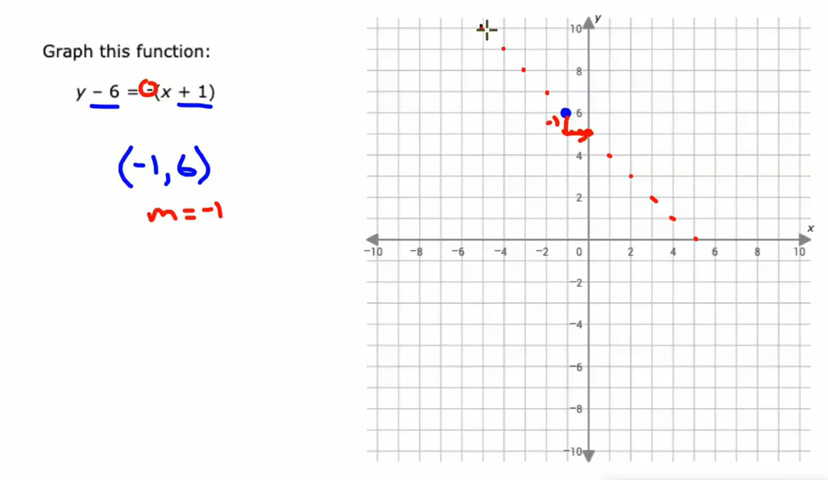 Graph this function:
y − 6 = -(x + 1)
(-1, 6)
m = -1
y
10
8
6
-1
4
2
x
−10 −8 −6 −4 −2 0 2 4 6 8 10
−2
−4
−6
−8
−10